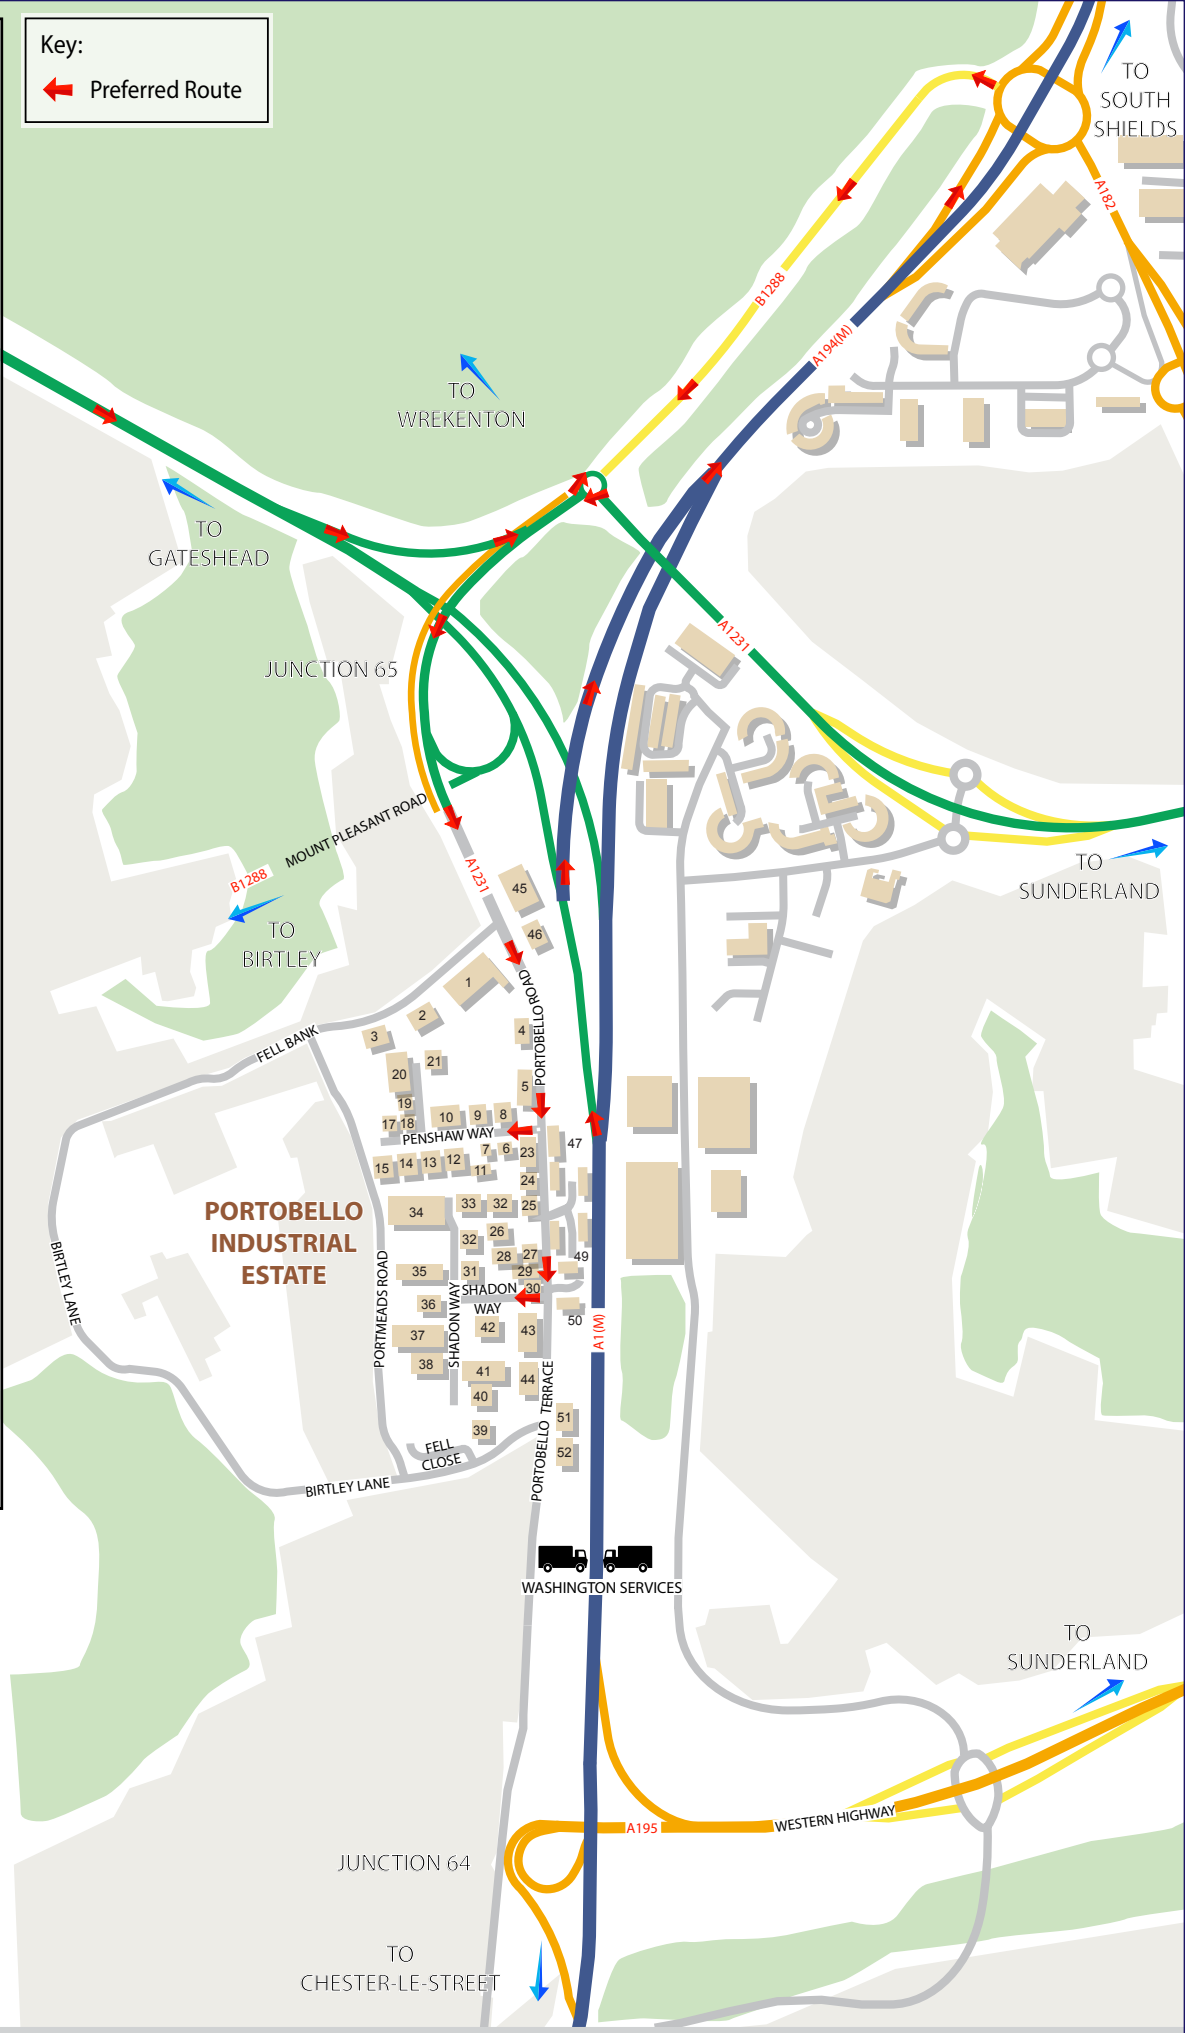 Key:
Preferred Route
TO
SOUTH
SHIELDS
A182
B1288
A194(M)
TO
WREKENTON
TO
GATESHEAD
A1231
JUNCTION 65
MOUNT PLEASANT ROAD
B1288
A1231
TO
SUNDERLAND
TO
BIRTLEY
45
46
1
PORTOBELLO ROAD
2
3
4
FELL BANK
21
20
5
19
17 18
10
9
8
PENSHAW WAY
47
7
6
23
15
14
13
12
11
24
PORTOBELLO
INDUSTRIAL
ESTATE
34
33
32
25
32
26
BIRTLEY LANE
28
27
49
35
31
29
SHADON
WAY
30
36
50
PORTMEADS ROAD
SHADON WAY
A1(M)
37
42
43
38
41
44
40
PORTOBELLO TERRACE
51
39
52
FELL
CLOSE
BIRTLEY LANE
WASHINGTON SERVICES
TO
SUNDERLAND
WESTERN HIGHWAY
A195
JUNCTION 64
TO
CHESTER-LE-STREET